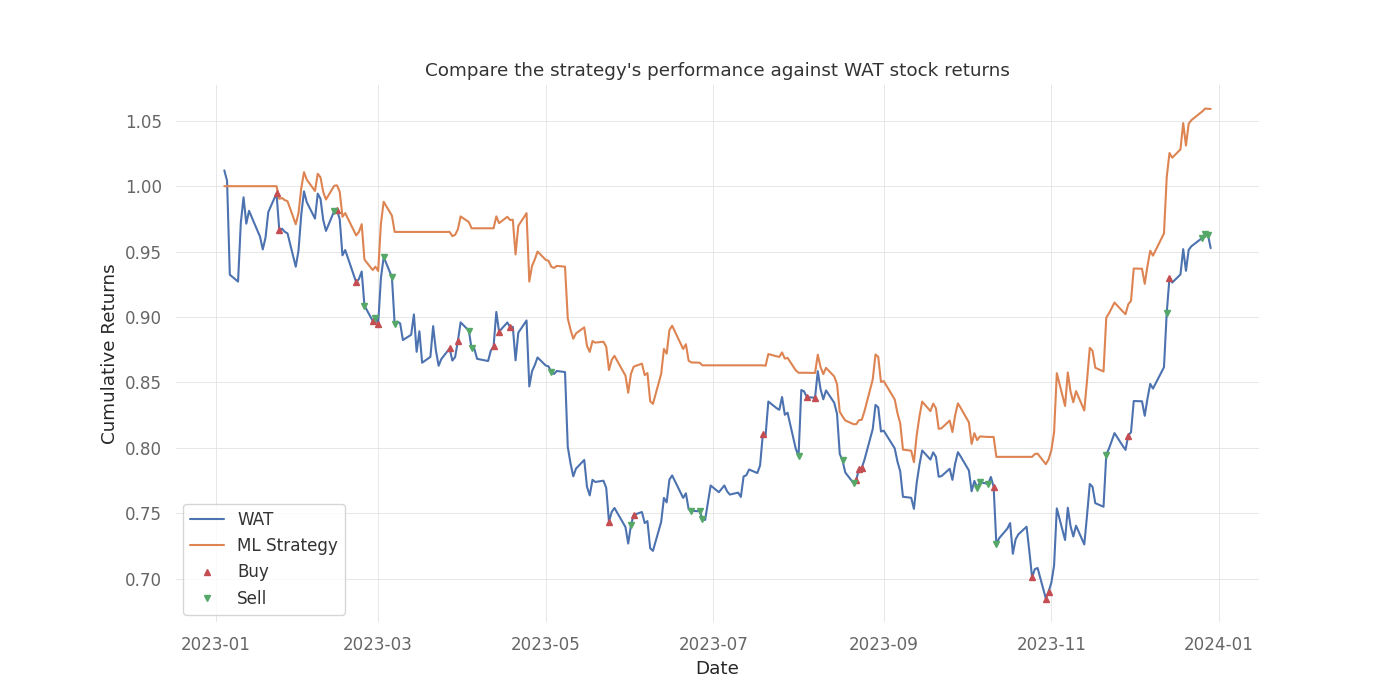 Compare the strategy's performance against WAT stock returns
Cumulative Returns
1.05
1.00
0.95
0.90
0.85
0.80
0.75
0.70
WAT
ML Strategy
Buy
Sell
2023-01
2023-03
2023-05
2023-07
2023-09
2023-11
2024-01
Date